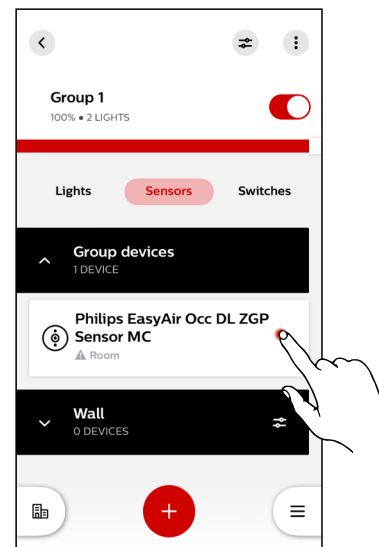 Group 1
100% • 2 LIGHTS
Lights Sensors Switches
Group devices
1 DEVICE
Philips EasyAir Occ DL ZGP
Sensor MC
Room
Wall
0 DEVICES